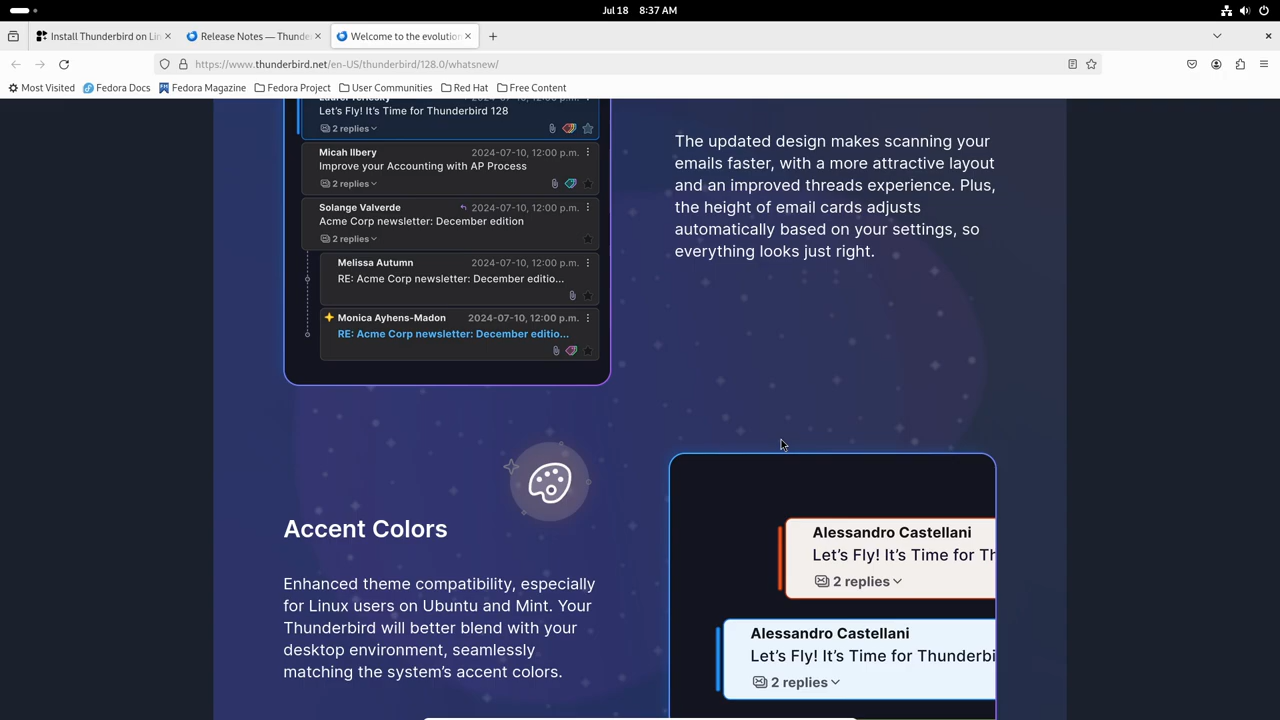 Jul 18 8:37 AM
Install Thunderbird on Lin
Release Notes — Thunde
Welcome to the evolution
https://www.thunderbird.net/en-US/thunderbird/128.0/whatsnew/
Most Visited
Fedora Docs
Fedora Magazine
Fedora Project
User Communities
Red Hat
Free Content
2024-07-10, 12:00 p.m.
Let's Fly! It's Time for Thunderbird 128
2 replies
Micah Ilbery
2024-07-10, 12:00 p.m.
Improve your Accounting with AP Process
2 replies
Solange Valverde
2024-07-10, 12:00 p.m.
Acme Corp newsletter: December edition
2 replies
Melissa Autumn
2024-07-10, 12:00 p.m.
RE: Acme Corp newsletter: December editio...
Monica Ayhens-Madon
2024-07-10, 12:00 p.m.
RE: Acme Corp newsletter: December editio...
The updated design makes scanning your
emails faster, with a more attractive layout
and an improved threads experience. Plus,
the height of email cards adjusts
automatically based on your settings, so
everything looks just right.
Accent Colors
Enhanced theme compatibility, especially
for Linux users on Ubuntu and Mint. Your
Thunderbird will better blend with your
desktop environment, seamlessly
matching the system's accent colors.
Alessandro Castellani
Let's Fly! It's Time for Th
2 replies
Alessandro Castellani
Let's Fly! It's Time for Thunderbi
2 replies